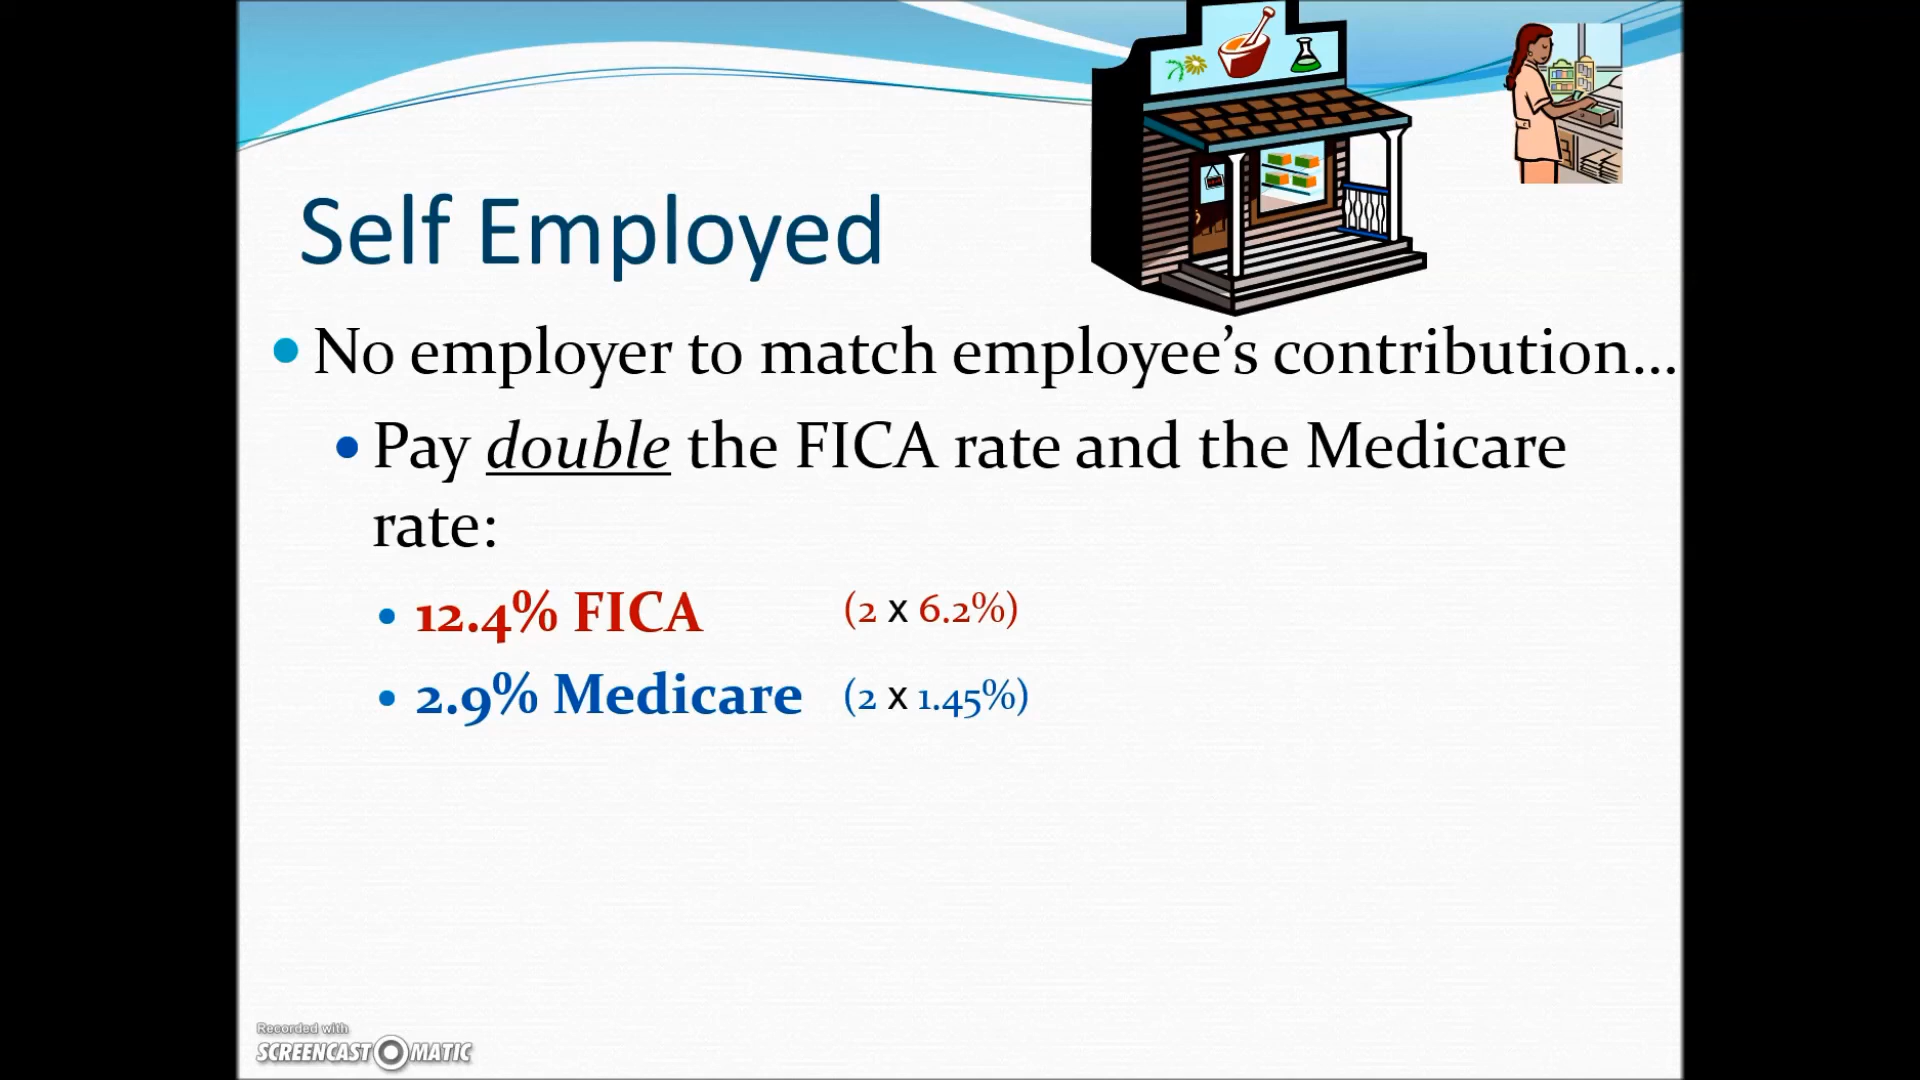 Self Employed
No employer to match employee’s contribution...
Pay double the FICA rate and the Medicare
rate:
12.4% FICA (2 x 6.2%)
2.9% Medicare (2 x 1.45%)
Recorded with
SCREENCAST O MATIC